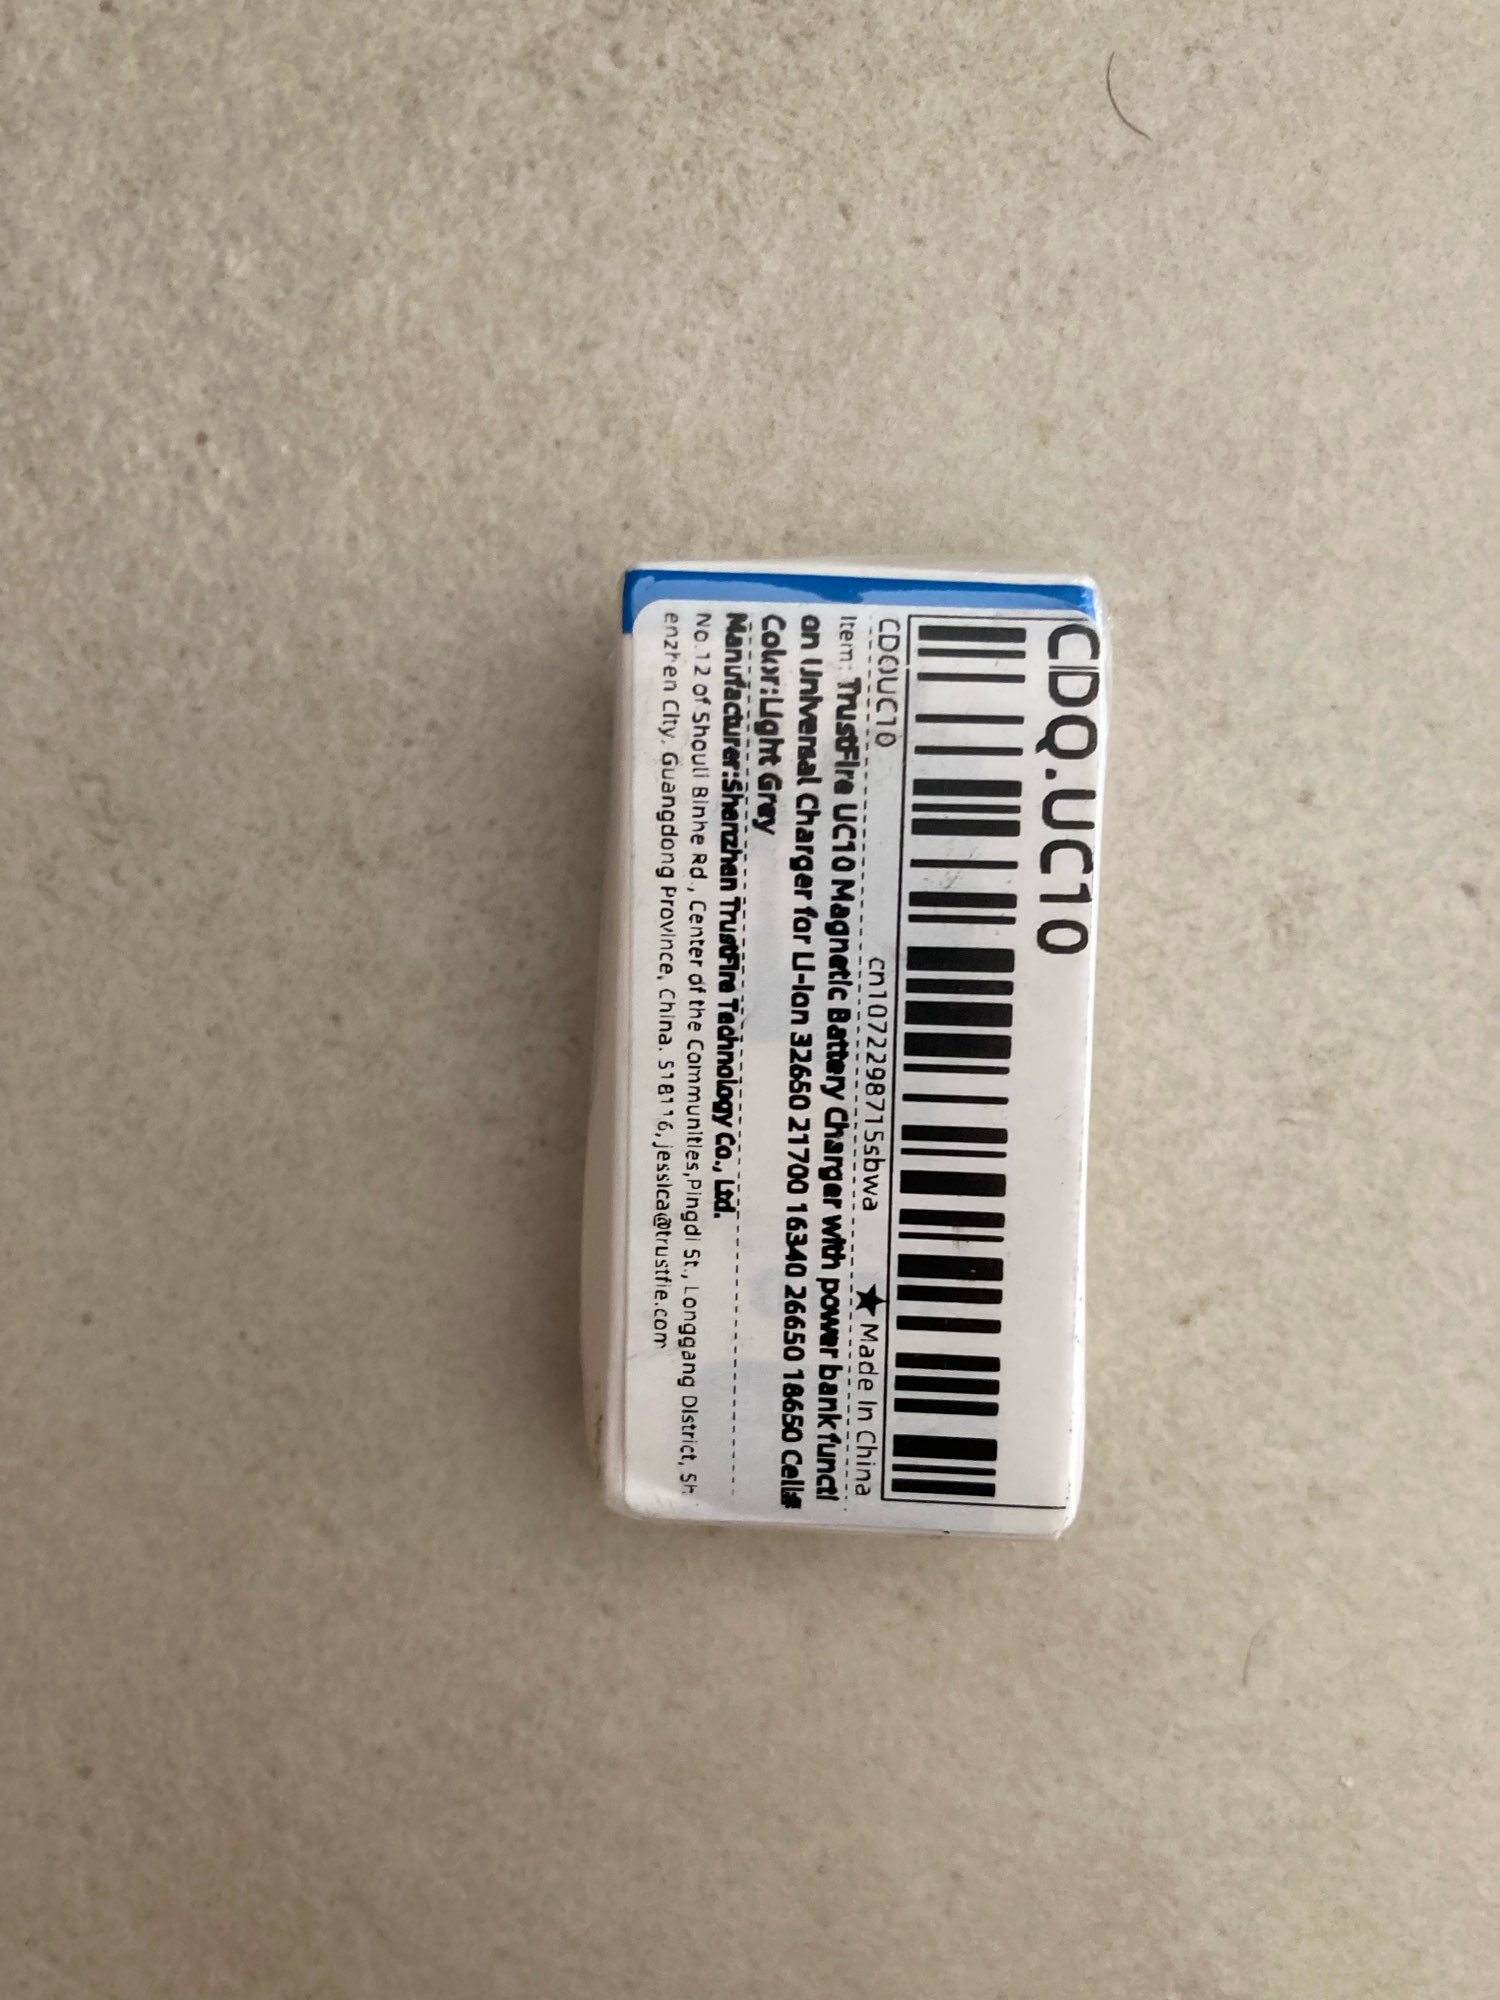 CDQ.UC10
CDQUC10 cn1072298715sbwa ★ Made In China
Item: TrustFire UC10 Magnetic Battery Charger with power bank functi
on Universal Charger for Li-ion 32650 21700 16340 26650 18650 Cell#
Color:Light Grey
Manufacturer:Shenzhen TrustFire Technology Co., Ltd.
No.12 of Shouli Binhe Rd., Center of the Communities,Pingdi St., Longgang District, Sh
enzhen City, Guangdong Province, China. 518116, jessica@trustfie.com